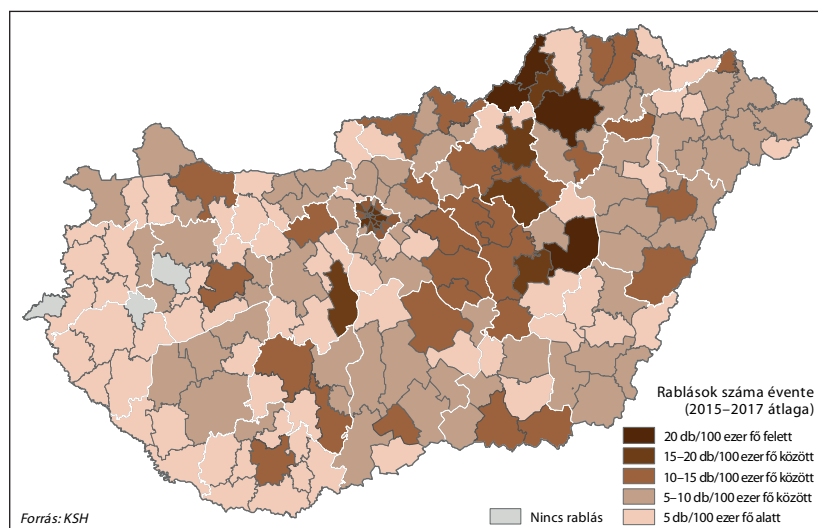 Rablások száma évente
(2015–2017 átlaga)
20 db/100 ezer fő felett
15–20 db/100 ezer fő között
10–15 db/100 ezer fő között
5–10 db/100 ezer fő között
5 db/100 ezer fő alatt
Nincs rablás
Forrás: KSH